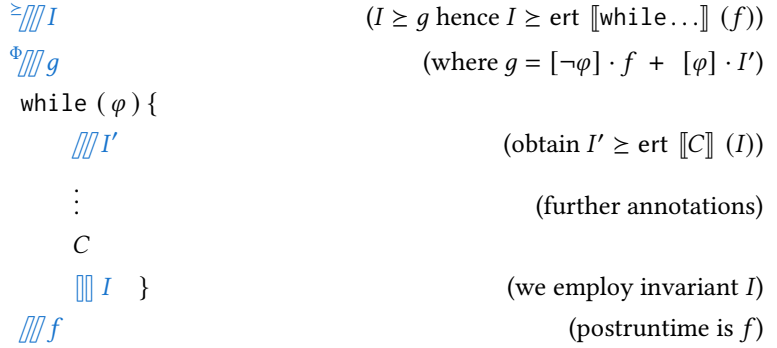 ≥⫻ I (I ⪰ g hence I ⪰ ert ⟦while...⟧ (f))
Φ⫻ g (where g = [¬φ] · f + [φ] · I′)
while ( φ ) {
⫻ I′ (obtain I′ ⪰ ert ⟦C⟧ (I))
⋮ (further annotations)
C
⫻ I } (we employ invariant I)
⫻ f (postruntime is f)